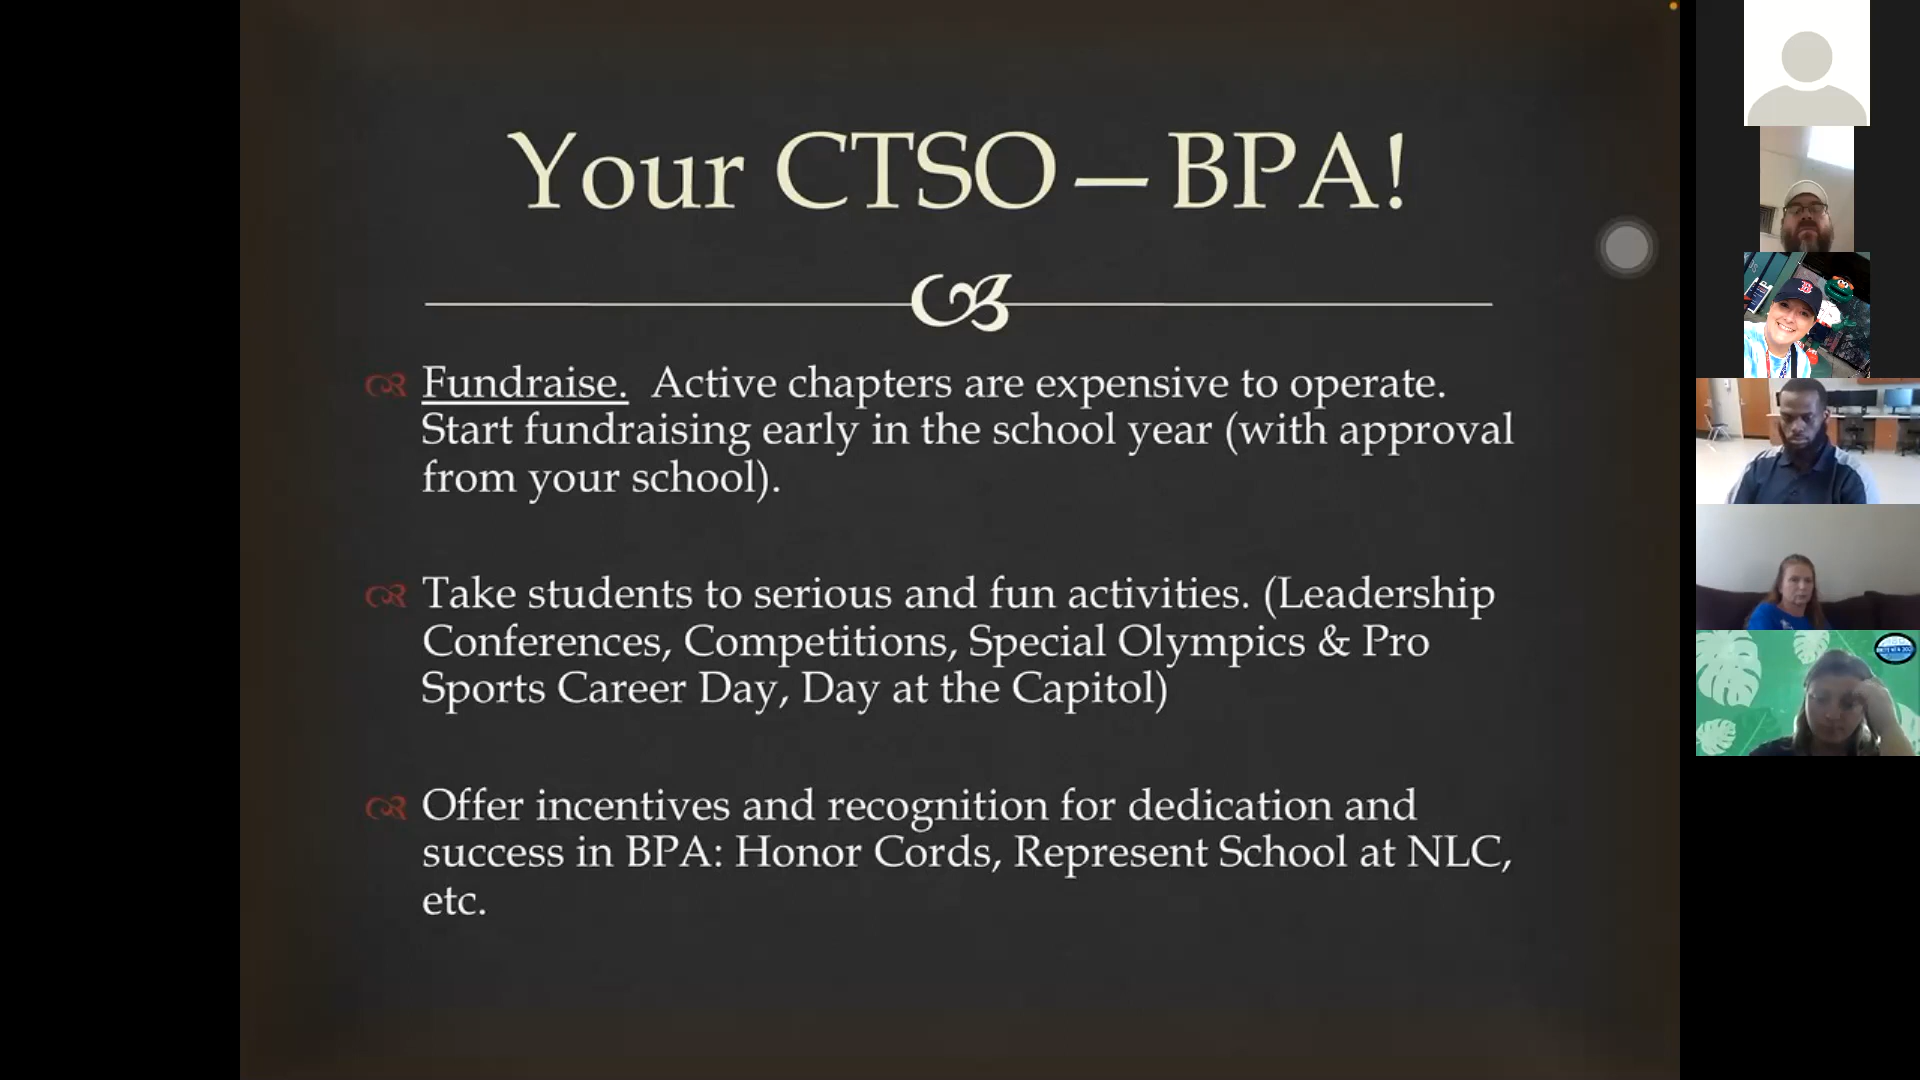 Your CTSO – BPA!
Fundraise.  Active chapters are expensive to operate.
Start fundraising early in the school year (with approval
from your school).
Take students to serious and fun activities. (Leadership
Conferences, Competitions, Special Olympics & Pro
Sports Career Day, Day at the Capitol)
Offer incentives and recognition for dedication and
success in BPA: Honor Cords, Represent School at NLC,
etc.
B